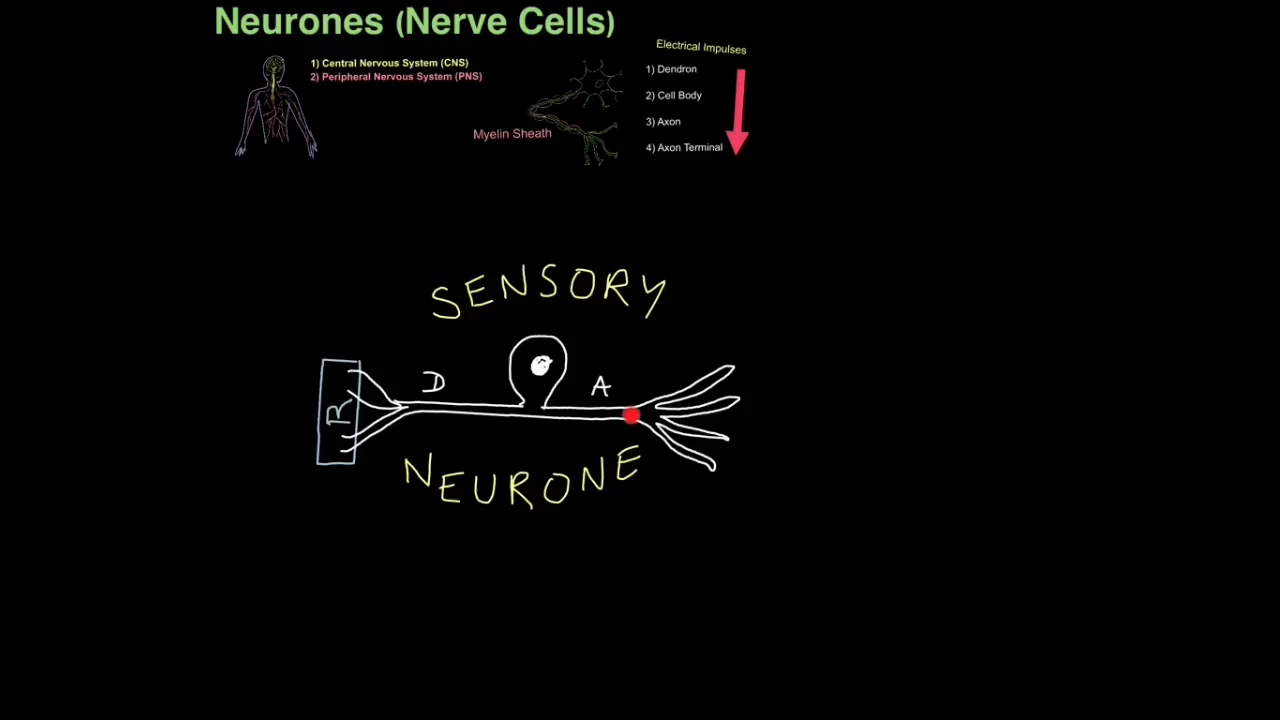 Neurones (Nerve Cells)
1) Central Nervous System (CNS)
2) Peripheral Nervous System (PNS)
Myelin Sheath
Electrical Impulses
1) Dendron
2) Cell Body
3) Axon
4) Axon Terminal
SENSORY
D
A
R
NEURONE